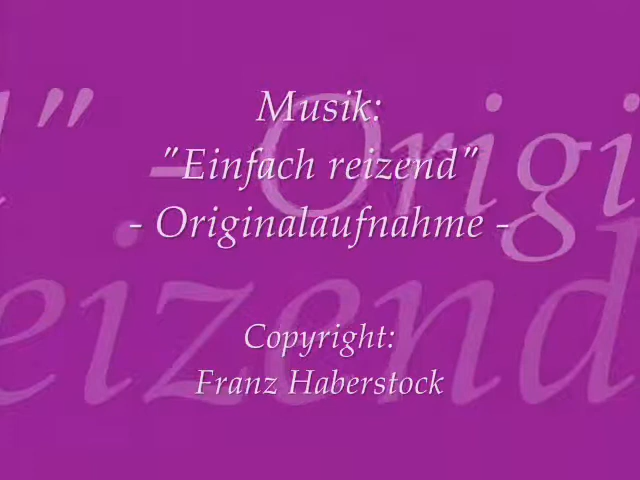 Musik:
"Einfach reizend"
- Originalaufnahme -
Copyright:
Franz Haberstock